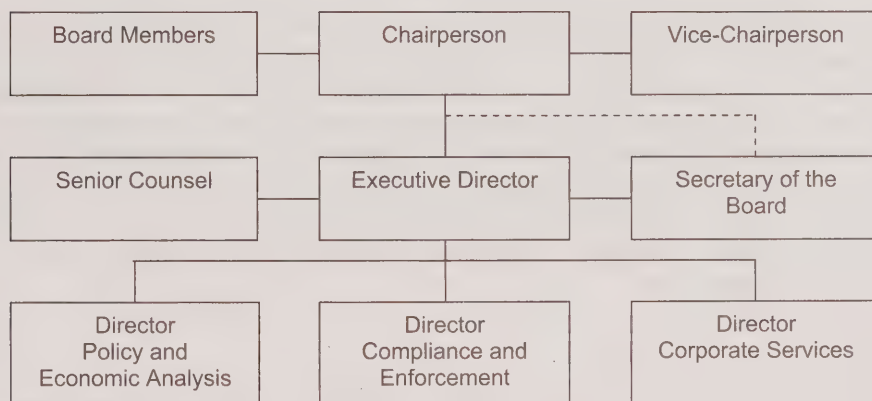 Board Members
Chairperson
Vice-Chairperson
Senior Counsel
Executive Director
Secretary of the
Board
Director
Policy and
Economic Analysis
Director
Compliance and
Enforcement
Director
Corporate Services